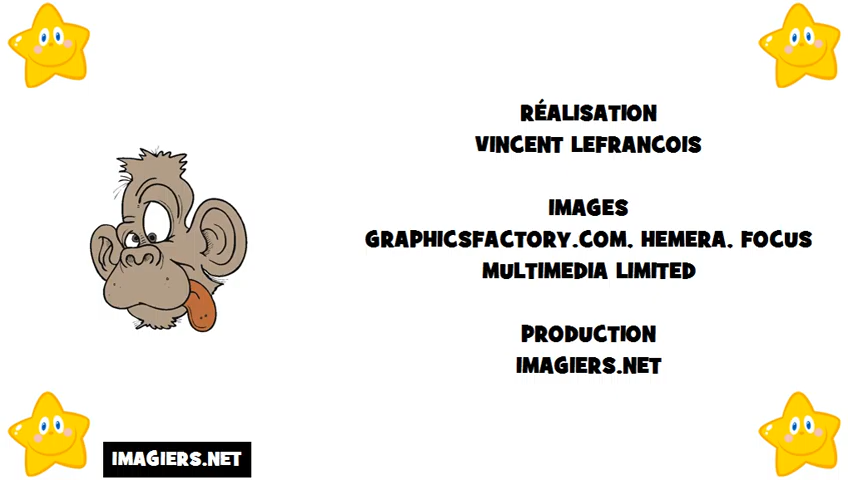 RÉALISATION
VINCENT LEFRANCOIS
IMAGES
GRAPHICSFACTORY.COM, HEMERA, FOCUS
MULTIMEDIA LIMITED
PRODUCTION
IMAGIERS.NET
IMAGIERS.NET